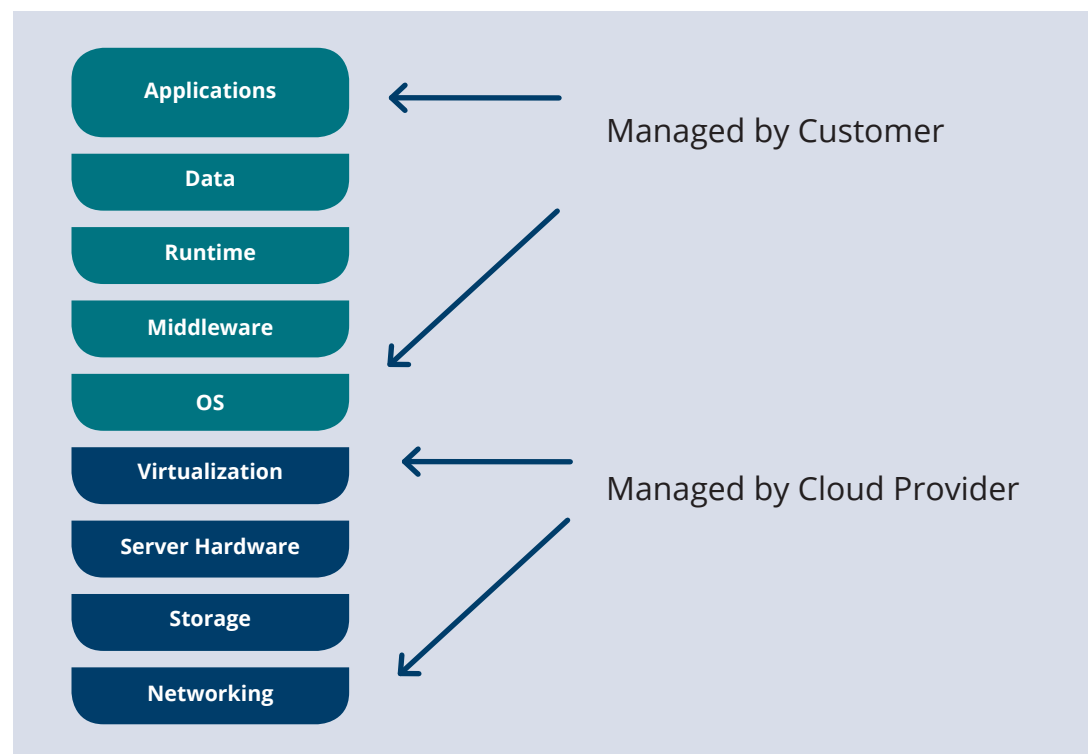 Applications
Managed by Customer
Data
Runtime
Middleware
OS
Virtualization
Managed by Cloud Provider
Server Hardware
Storage
Networking